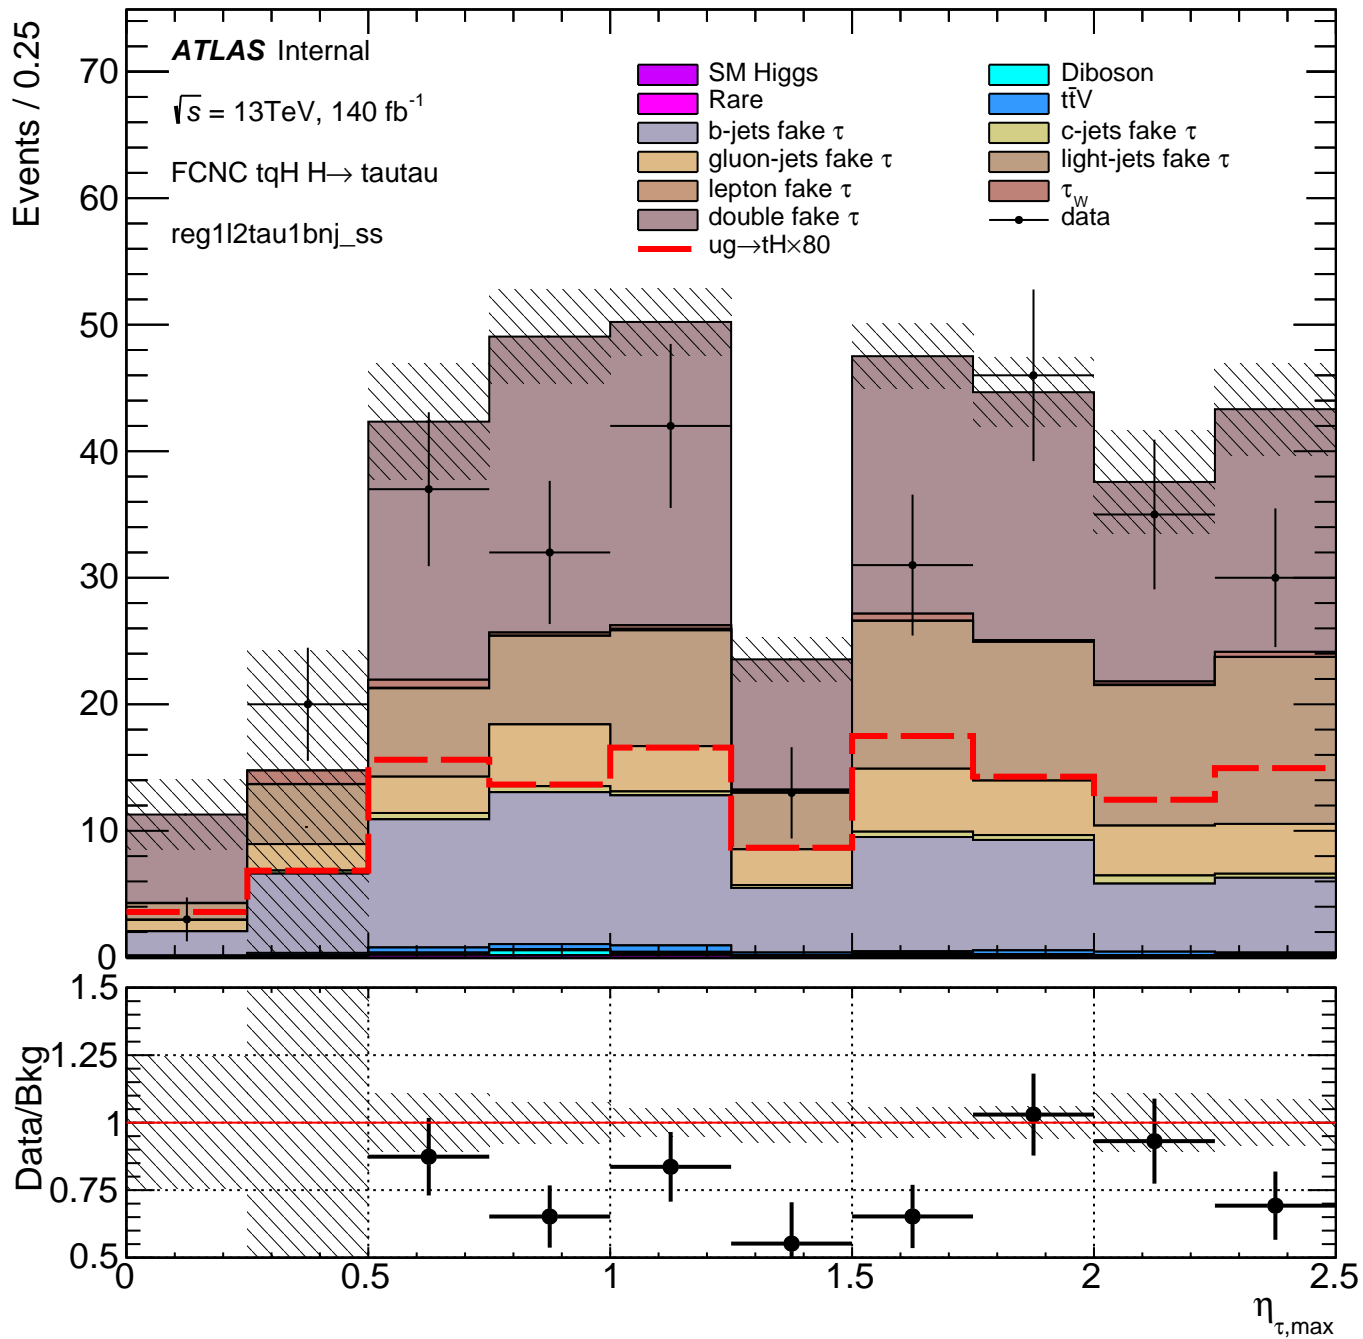 Events / 0.25
70
60
50
40
30
20
10
0
ATLAS Internal
√s = 13TeV, 140 fb⁻¹
FCNC tqH H→ tautau
reg1l2tau1bnj_ss
SM Higgs
Rare
b-jets fake τ
gluon-jets fake τ
lepton fake τ
double fake τ
ug→tH×80
Diboson
tt̄V
c-jets fake τ
light-jets fake τ
τ_W
data
Data/Bkg
1.5
1.25
1
0.75
0.5
0 0.5 1 1.5 2 2.5
η_τ,max